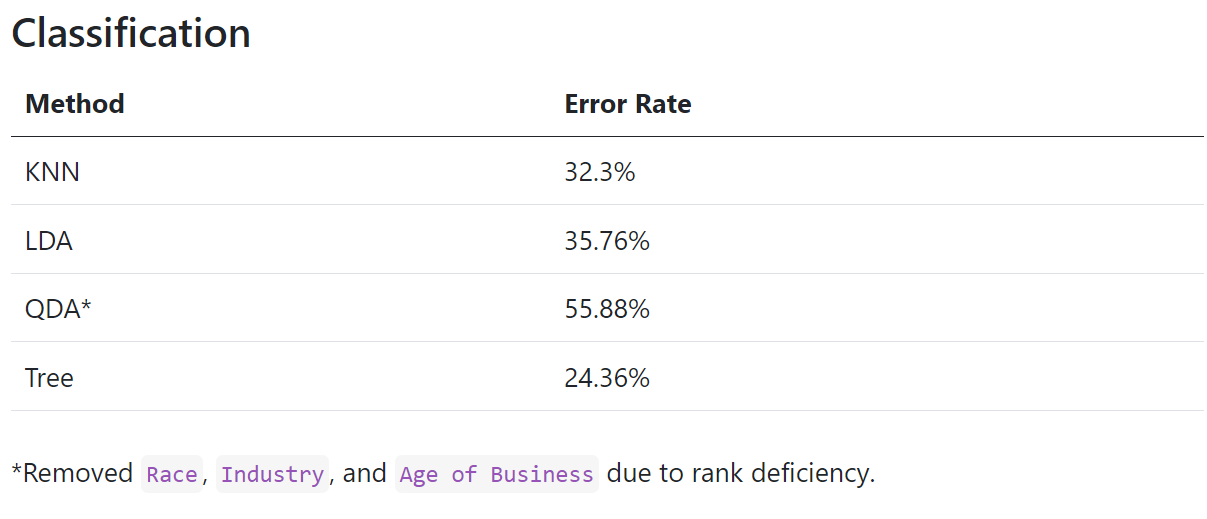 Classification
Method Error Rate
KNN 32.3%
LDA 35.76%
QDA* 55.88%
Tree 24.36%
*Removed Race, Industry, and Age of Business due to rank deficiency.